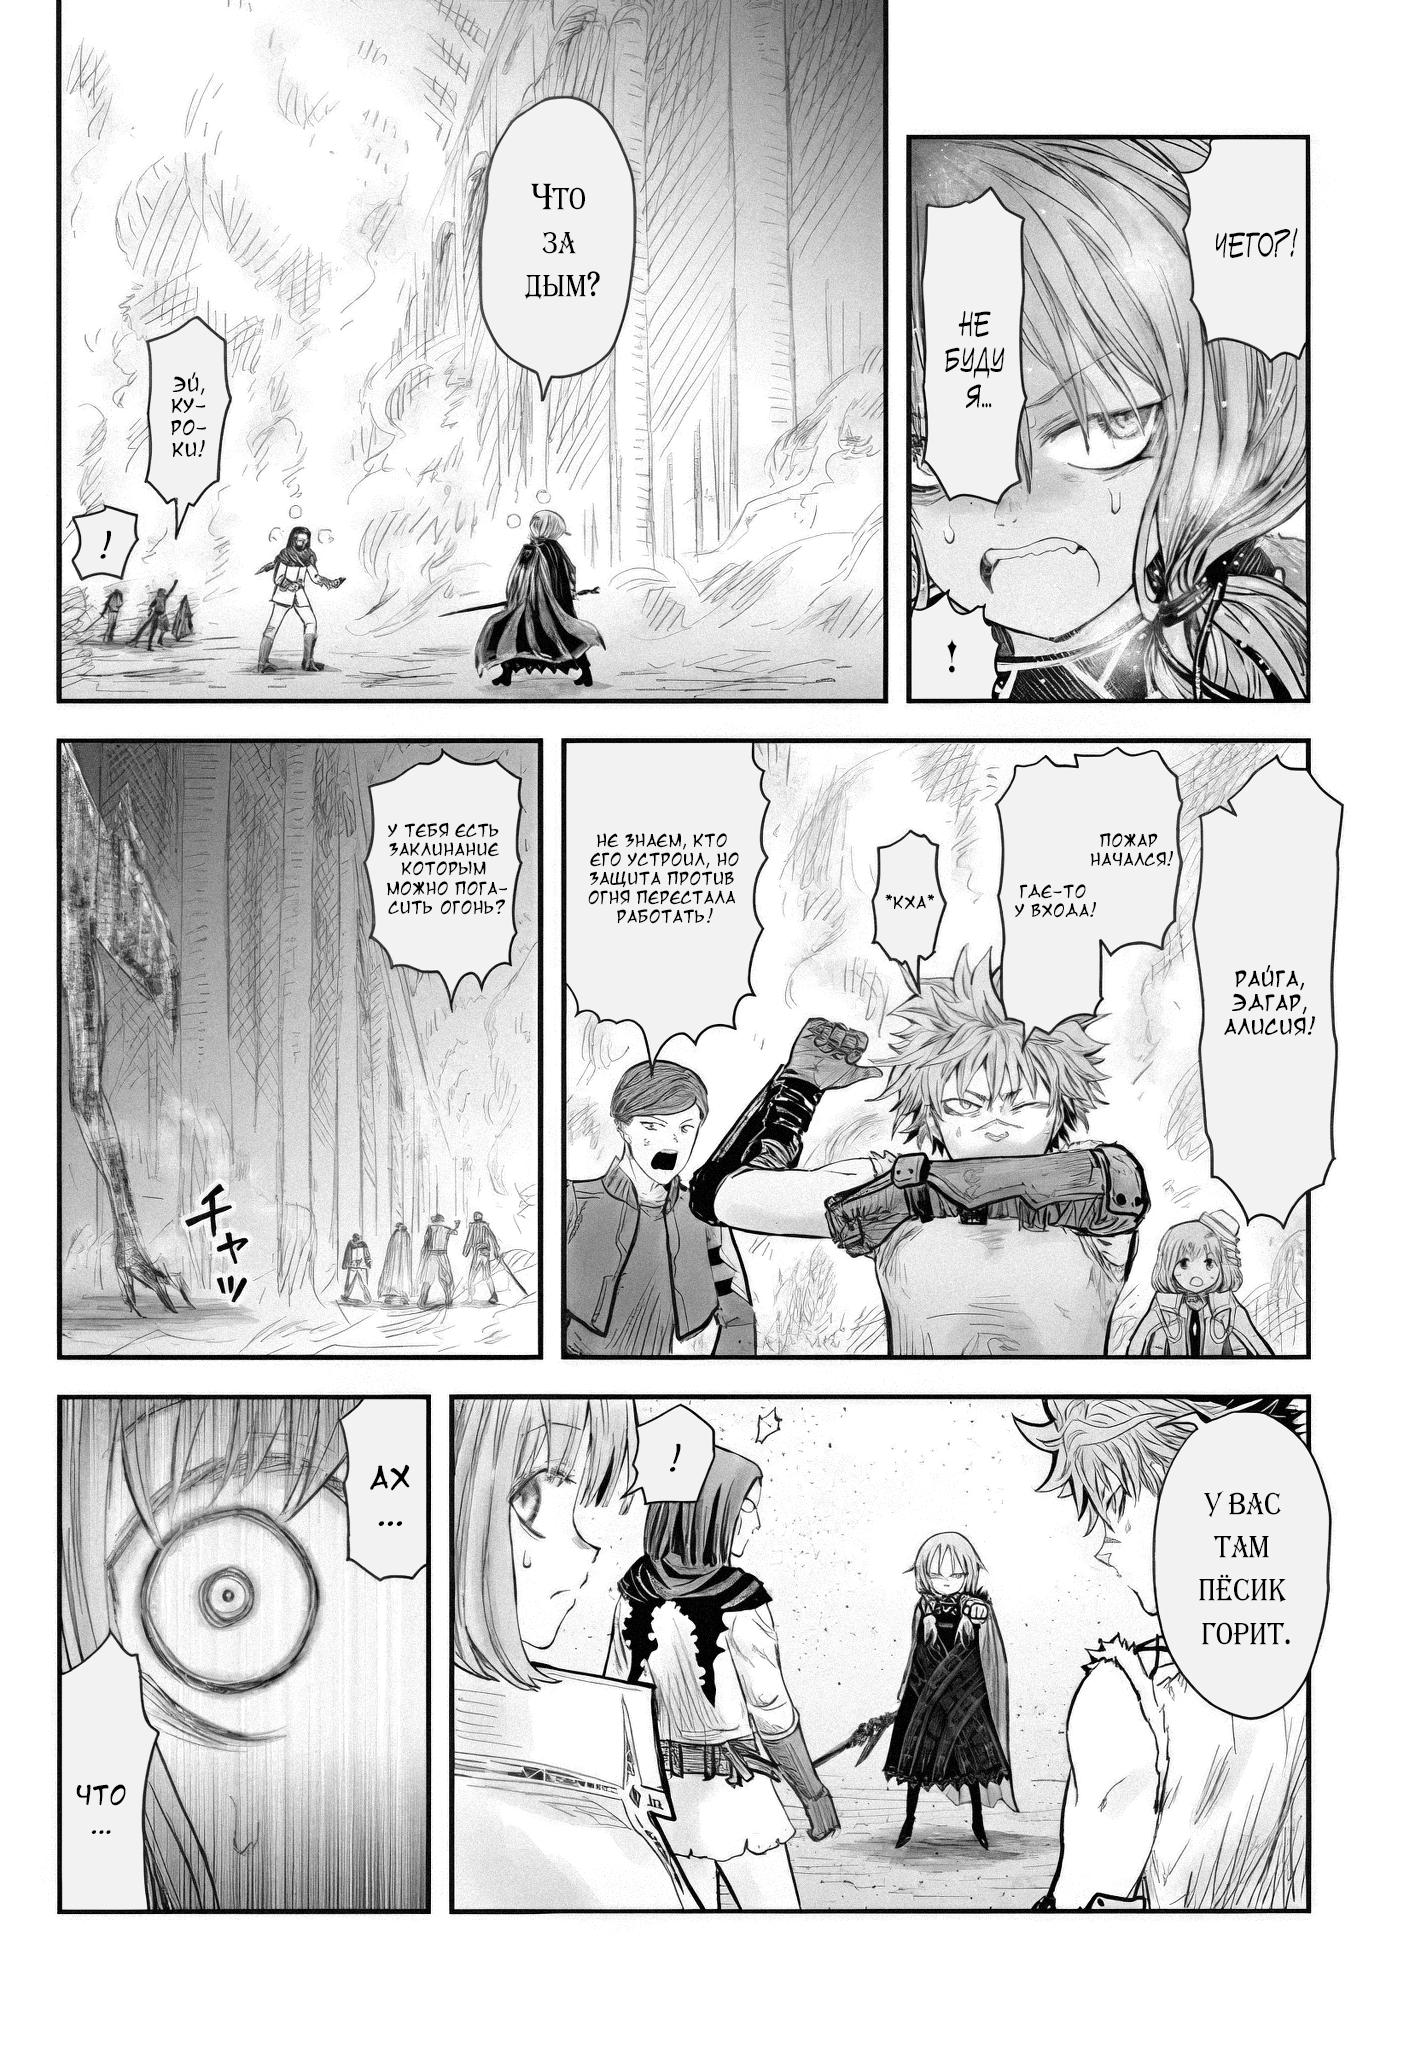 ЧЕГО?!
НЕ
БУДУ
Я...
!
ЧТО
ЗА
ДЫМ?
ЭЙ,
КУ-
РО-
КИ!
!
РАЙГА,
ЭДГАР,
АЛИСИЯ!
ПОЖАР
НАЧАЛСЯ!
ГДЕ-ТО
У ВХОДА!
*КХА*
НЕ ЗНАЕМ, КТО
ЕГО УСТРОИЛ, НО
ЗАЩИТА ПРОТИВ
ОГНЯ ПЕРЕСТАЛА
РАБОТАТЬ!
У ТЕБЯ ЕСТЬ
ЗАКЛИНАНИЕ
КОТОРЫМ
МОЖНО ПОГА-
СИТЬ ОГОНЬ?
チャッ
У ВАС
ТАМ
ПЁСИК
ГОРИТ.
!
АХ
...
ЧТО
...